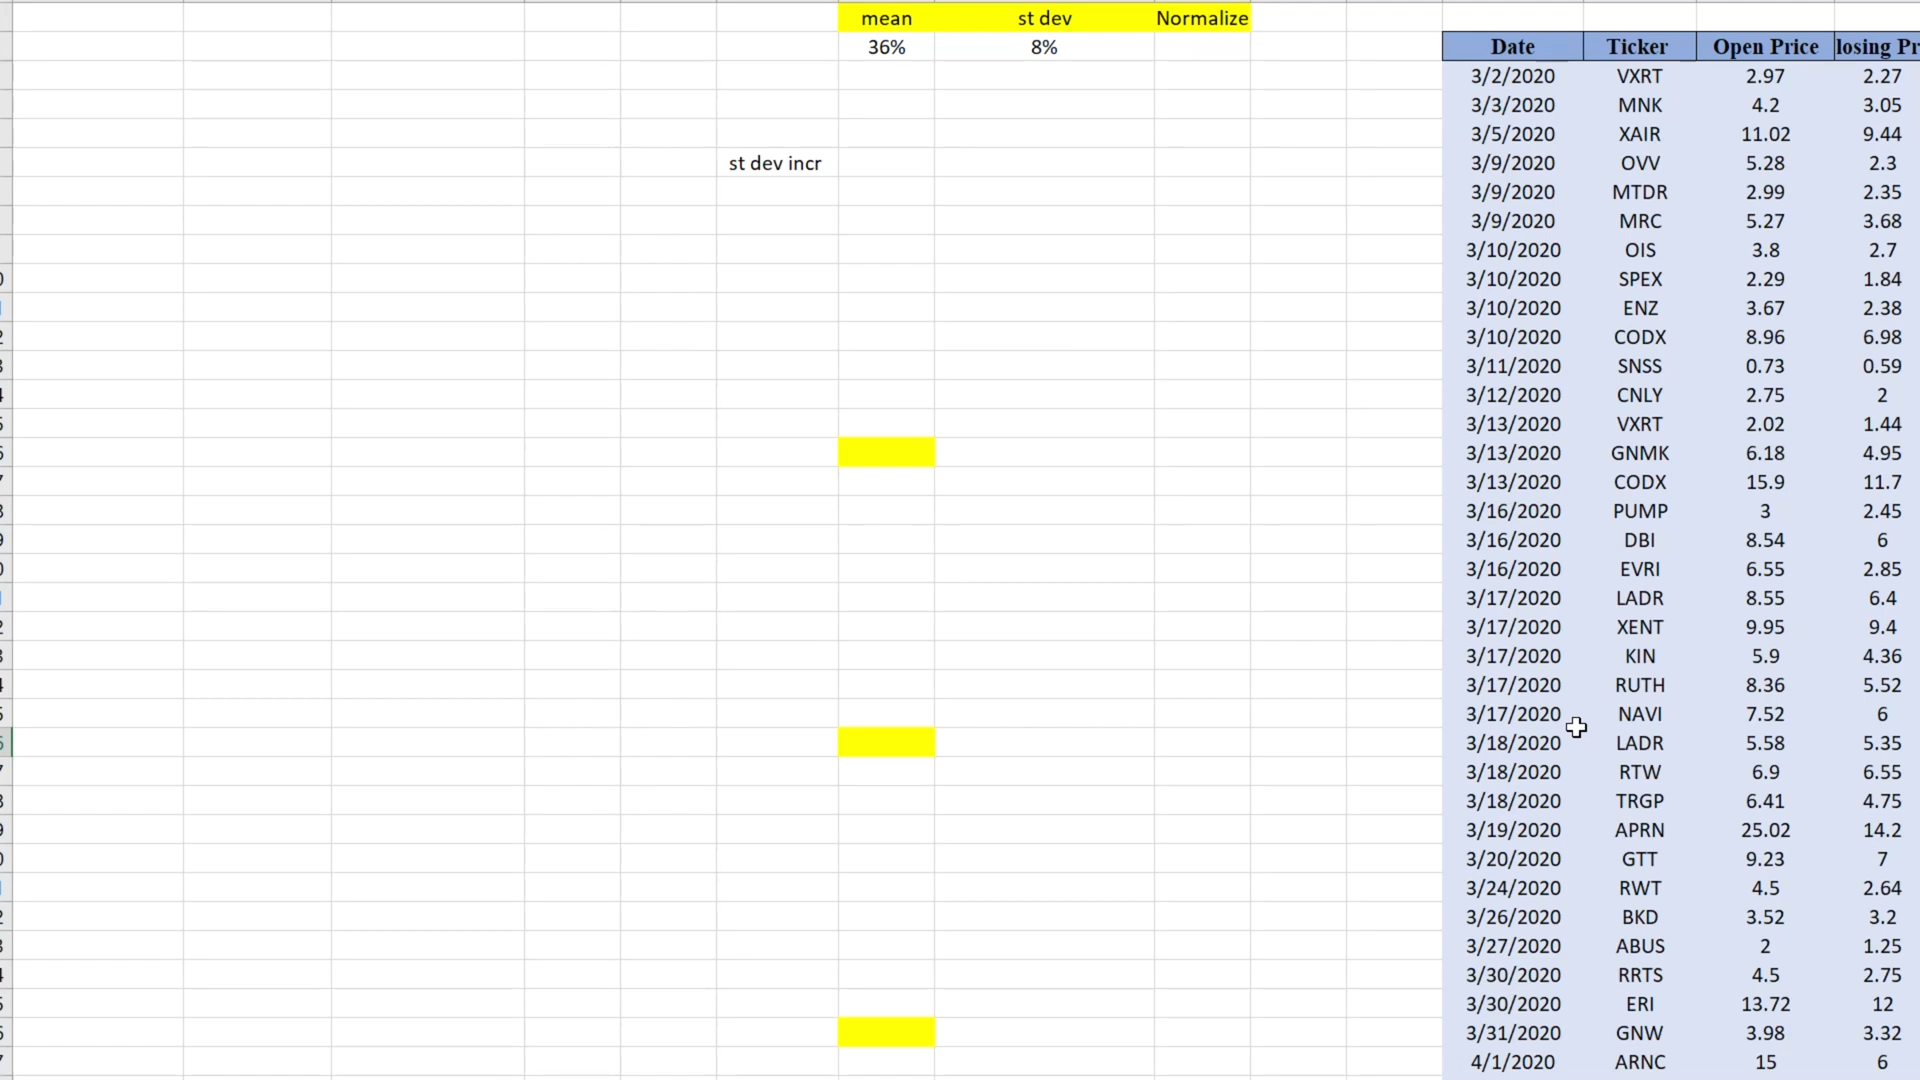 mean st dev Normalize
36% 8%
Date Ticker Open Price losing Pr
3/2/2020 VXRT 2.97 2.27
3/3/2020 MNK 4.2 3.05
3/5/2020 XAIR 11.02 9.44
st dev incr
3/9/2020 OVV 5.28 2.3
3/9/2020 MTDR 2.99 2.35
3/9/2020 MRC 5.27 3.68
3/10/2020 OIS 3.8 2.7
3/10/2020 SPEX 2.29 1.84
3/10/2020 ENZ 3.67 2.38
3/10/2020 CODX 8.96 6.98
3/11/2020 SNSS 0.73 0.59
3/12/2020 CNLY 2.75 2
3/13/2020 VXRT 2.02 1.44
3/13/2020 GNMK 6.18 4.95
3/13/2020 CODX 15.9 11.7
3/16/2020 PUMP 3 2.45
3/16/2020 DBI 8.54 6
3/16/2020 EVRI 6.55 2.85
3/17/2020 LADR 8.55 6.4
3/17/2020 XENT 9.95 9.4
3/17/2020 KIN 5.9 4.36
3/17/2020 RUTH 8.36 5.52
3/17/2020 NAVI 7.52 6
3/18/2020 LADR 5.58 5.35
3/18/2020 RTW 6.9 6.55
3/18/2020 TRGP 6.41 4.75
3/19/2020 APRN 25.02 14.2
3/20/2020 GTT 9.23 7
3/24/2020 RWT 4.5 2.64
3/26/2020 BKD 3.52 3.2
3/27/2020 ABUS 2 1.25
3/30/2020 RRTS 4.5 2.75
3/30/2020 ERI 13.72 12
3/31/2020 GNW 3.98 3.32
4/1/2020 ARNC 15 6